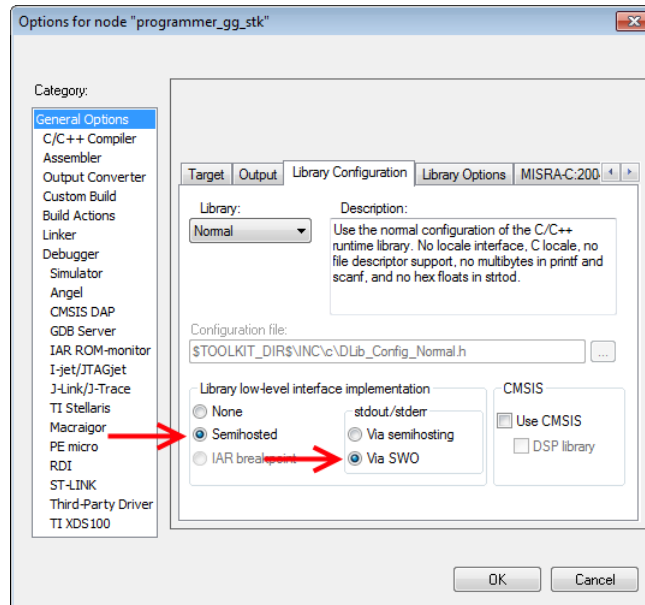 Options for node "programmer_gg_stk"
Category:
General Options
C/C++ Compiler
Assembler
Output Converter
Custom Build
Build Actions
Linker
Debugger
Simulator
Angel
CMSIS DAP
GDB Server
IAR ROM-monitor
I-jet/JTAGjet
J-Link/J-Trace
TI Stellaris
Macraigor
PE micro
RDI
ST-LINK
Third-Party Driver
TI XDS100
Target Output Library Configuration Library Options MISRA-C:200
Library:
Normal
Description:
Use the normal configuration of the C/C++
runtime library. No locale interface, C locale, no
file descriptor support, no multibytes in printf and
scanf, and no hex floats in strtod.
Configuration file:
$TOOLKIT_DIR$\INC\c\DLib_Config_Normal.h
...
Library low-level interface implementation
None
Semihosted
IAR breakpoint
stdout/stderr
Via semihosting
Via SWO
CMSIS
Use CMSIS
DSP library
OK Cancel